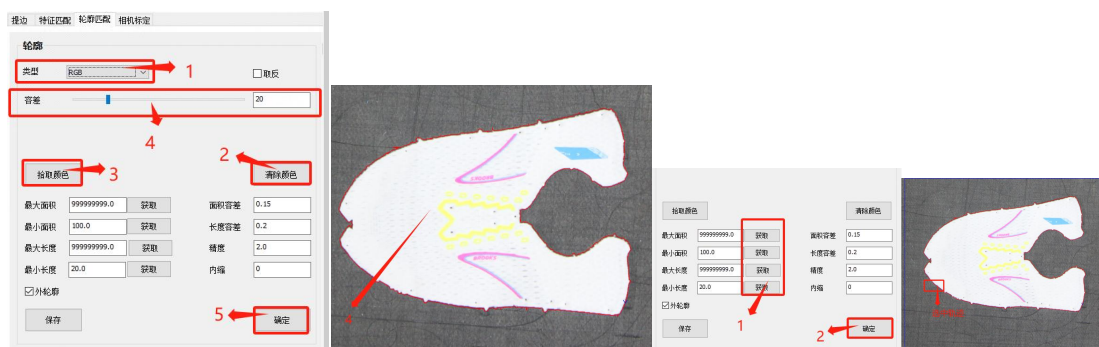 提边 特征匹配 轮廓匹配 相机标定
轮廓
类型 RGB 1 取反
容差 20
4
2
拾取颜色 3 清除颜色
最大面积 999999999.0 获取 面积容差 0.15
最小面积 100.0 获取 长度容差 0.2
最大长度 999999999.0 获取 精度 2.0
最小长度 20.0 获取 内缩 0
外轮廓
保存 5 确定
拾取颜色 清除颜色
最大面积 999999999.0 获取 面积容差 0.15
最小面积 100.0 获取 长度容差 0.2
最大长度 999999999.0 获取 精度 2.0
最小长度 20.0 获取 内缩 0
外轮廓 1
保存 2 确定